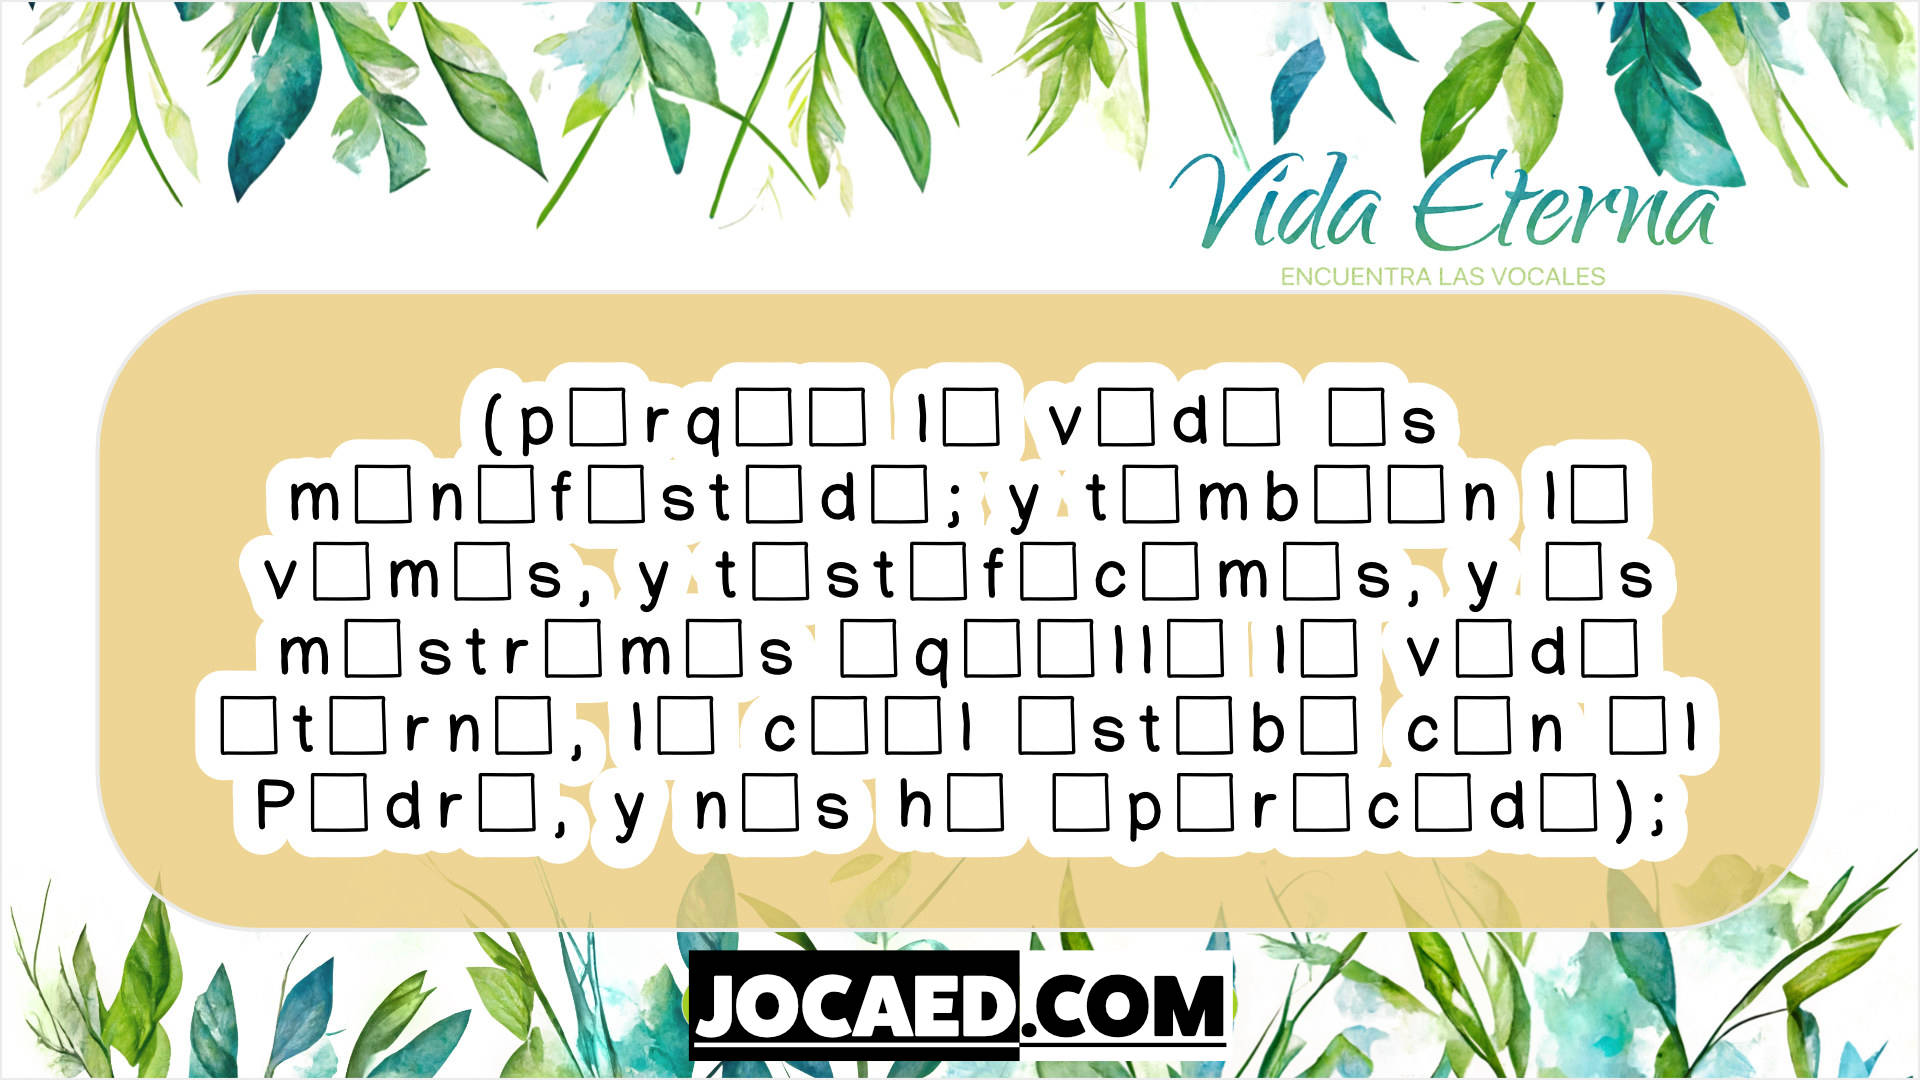 Vida Eterna
ENCUENTRA LAS VOCALES
(p□rq□□ l□ v□d□ □s
m□n□f□st□d□; y t□mb□□n l□
v□m□s, y t□st□f□c□m□s, y □s
m□str□m□s □q□□ll□ l□ v□d□
□t□rn□, l□ c□□l □st□b□ c□n □l
P□dr□, y n□s h□ □p□r□c□d□);
JOCAED.COM